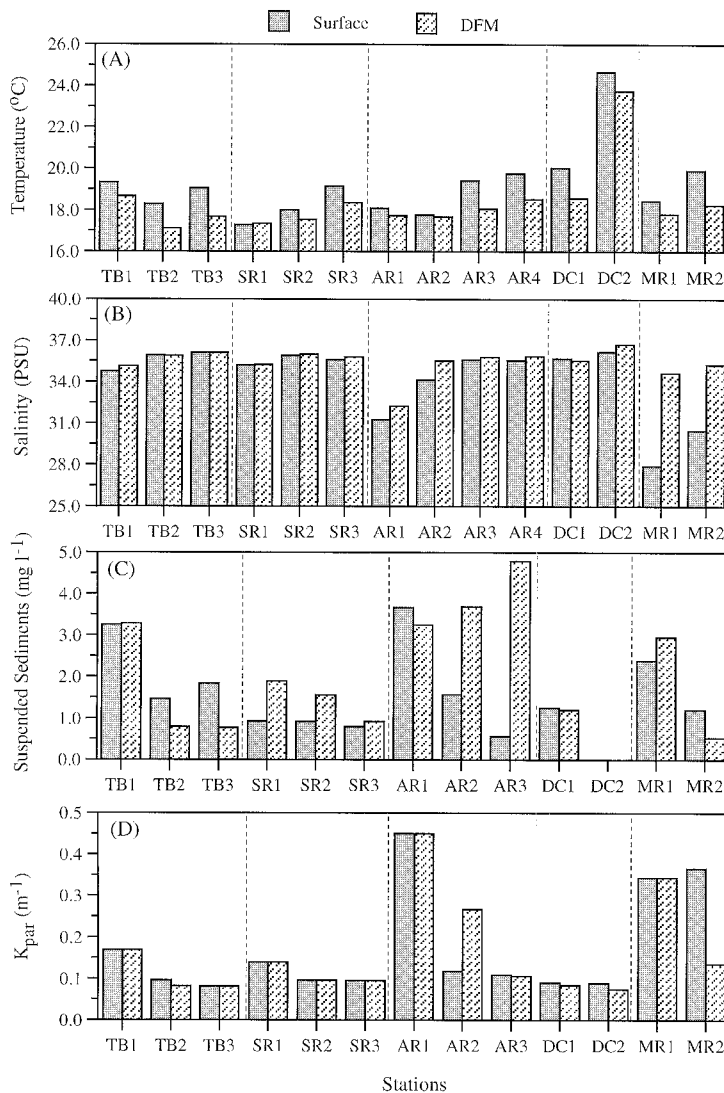 Surface DFM
(A)
Temperature (°C)
26.0
24.0
22.0
20.0
18.0
16.0
TB1 TB2 TB3 SR1 SR2 SR3 AR1 AR2 AR3 AR4 DC1 DC2 MR1 MR2
(B)
Salinity (PSU)
40.0
37.0
34.0
31.0
28.0
25.0
TB1 TB2 TB3 SR1 SR2 SR3 AR1 AR2 AR3 AR4 DC1 DC2 MR1 MR2
(C)
Suspended Sediments (mg l-1)
5.0
4.0
3.0
2.0
1.0
0.0
TB1 TB2 TB3 SR1 SR2 SR3 AR1 AR2 AR3 DC1 DC2 MR1 MR2
(D)
Kpar (m-1)
0.5
0.4
0.3
0.2
0.1
0.0
TB1 TB2 TB3 SR1 SR2 SR3 AR1 AR2 AR3 DC1 DC2 MR1 MR2
Stations